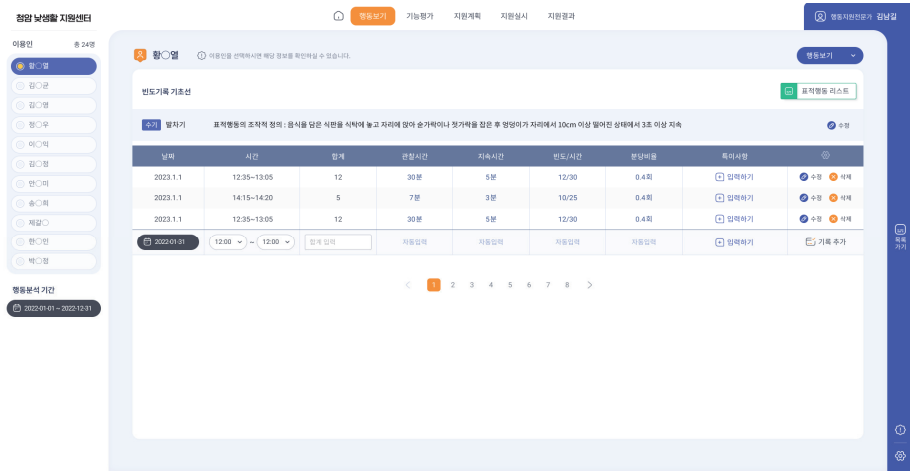 청암 낮생활 지원센터
행동보기 기능평가 지원계획 지원실시 지원결과
행동지원전문가 김남길
이용인 총 24명
황○열
김○균
김○영
정○우
이○익
김○정
안○미
송○희
제갈○
한○민
박○정
행동분석 기간
2022-01-01 ~ 2022-12-31
황○열 이용인을 선택하시면 해당 정보를 확인하실 수 있습니다.
행동보기
빈도기록 기초선
표적행동 리스트
수기 발차기 표적행동의 조작적 정의 : 음식을 담은 식판을 식탁에 놓고 자리에 앉아 숟가락이나 젓가락을 잡은 후 엉덩이가 자리에서 10cm 이상 떨어진 상태에서 3초 이상 지속 수정
날짜 시간 합계 관찰시간 지속시간 빈도/시간 분당비율 특이사항
2023.1.1 12:35~13:05 12 30분 5분 12/30 0.4회 입력하기 수정 삭제
2023.1.1 14:15~14:20 5 7분 3분 10/25 0.4회 입력하기 수정 삭제
2023.1.1 12:35~13:05 12 30분 5분 12/30 0.4회 입력하기 수정 삭제
2022-01-31 12:00 ~ 12:00 합계 입력 자동입력 자동입력 자동입력 자동입력 입력하기 기록 추가
< 1 2 3 4 5 6 7 8 >
목록
가기